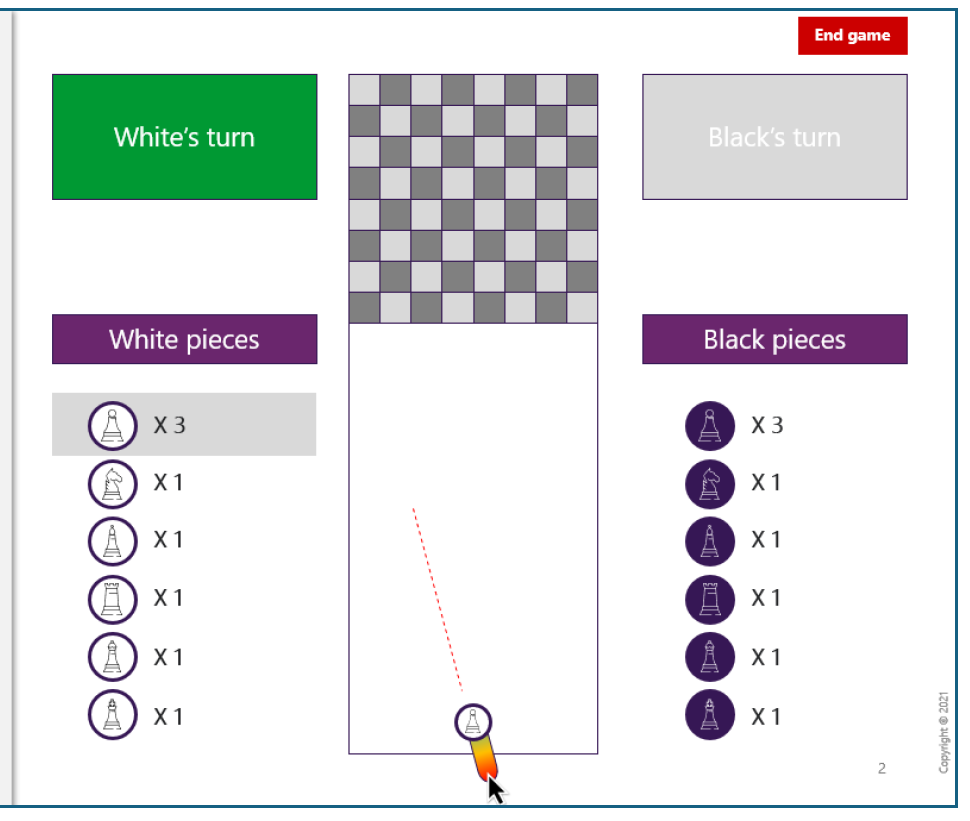 End game
White's turn
Black's turn
White pieces
Black pieces
X 3
X 1
X 1
X 1
X 1
X 1
X 3
X 1
X 1
X 1
X 1
X 1
2
Copyright © 2021